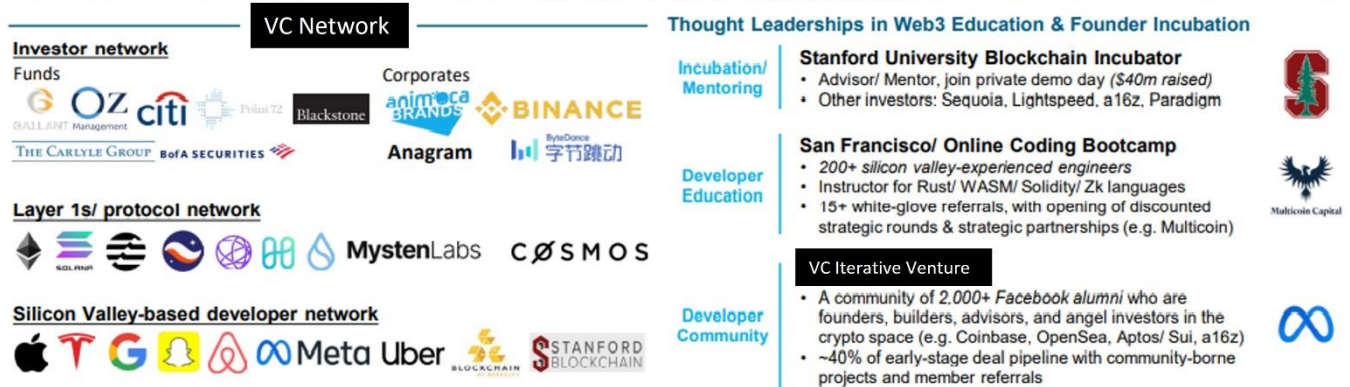 VC Network
Investor network
Funds
Corporates
GALLANT
OZ
Management
citi
Point72
Blackstone
animoca
BRANDS
BINANCE
THE CARLYLE GROUP
BofA SECURITIES
Anagram
ByteDance
字节跳动
Layer 1s/ protocol network
SOLANA
MystenLabs
COSMOS
Silicon Valley-based developer network
Meta
Uber
BLOCKCHAIN
AT BERKELEY
STANFORD
BLOCKCHAIN
Thought Leaderships in Web3 Education & Founder Incubation
Incubation/
Mentoring
Stanford University Blockchain Incubator
• Advisor/ Mentor, join private demo day ($40m raised)
• Other investors: Sequoia, Lightspeed, a16z, Paradigm
Developer
Education
San Francisco/ Online Coding Bootcamp
• 200+ silicon valley-experienced engineers
• Instructor for Rust/ WASM/ Solidity/ Zk languages
• 15+ white-glove referrals, with opening of discounted
strategic rounds & strategic partnerships (e.g. Multicoin)
Multicoin Capital
VC Iterative Venture
Developer
Community
• A community of 2,000+ Facebook alumni who are
founders, builders, advisors, and angel investors in the
crypto space (e.g. Coinbase, OpenSea, Aptos/ Sui, a16z)
• ~40% of early-stage deal pipeline with community-borne
projects and member referrals